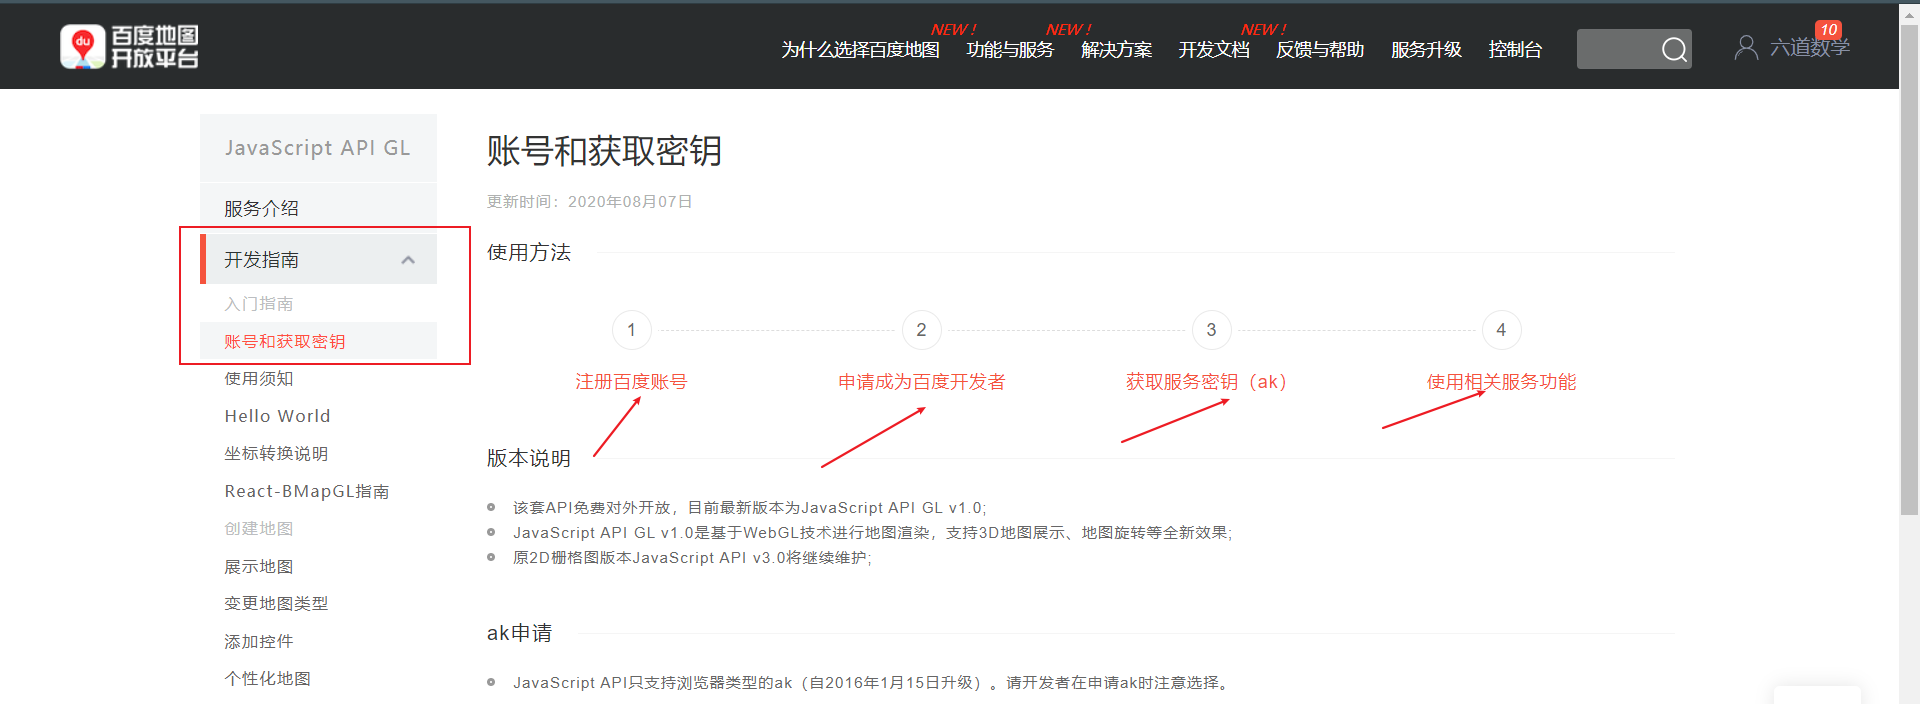 du
百度地图
开放平台
NEW !
NEW !
NEW !
为什么选择百度地图
功能与服务
解决方案
开发文档
反馈与帮助
服务升级
控制台
10
六道数学
JavaScript API GL
服务介绍
开发指南
入门指南
账号和获取密钥
使用须知
Hello World
坐标转换说明
React-BMapGL指南
创建地图
展示地图
变更地图类型
添加控件
个性化地图
账号和获取密钥
更新时间：2020年08月07日
使用方法
1
2
3
4
注册百度账号
申请成为百度开发者
获取服务密钥（ak）
使用相关服务功能
版本说明
该套API免费对外开放，目前最新版本为JavaScript API GL v1.0;
JavaScript API GL v1.0是基于WebGL技术进行地图渲染，支持3D地图展示、地图旋转等全新效果;
原2D栅格图版本JavaScript API v3.0将继续维护;
ak申请
JavaScript API只支持浏览器类型的ak（自2016年1月15日升级）。请开发者在申请ak时注意选择。